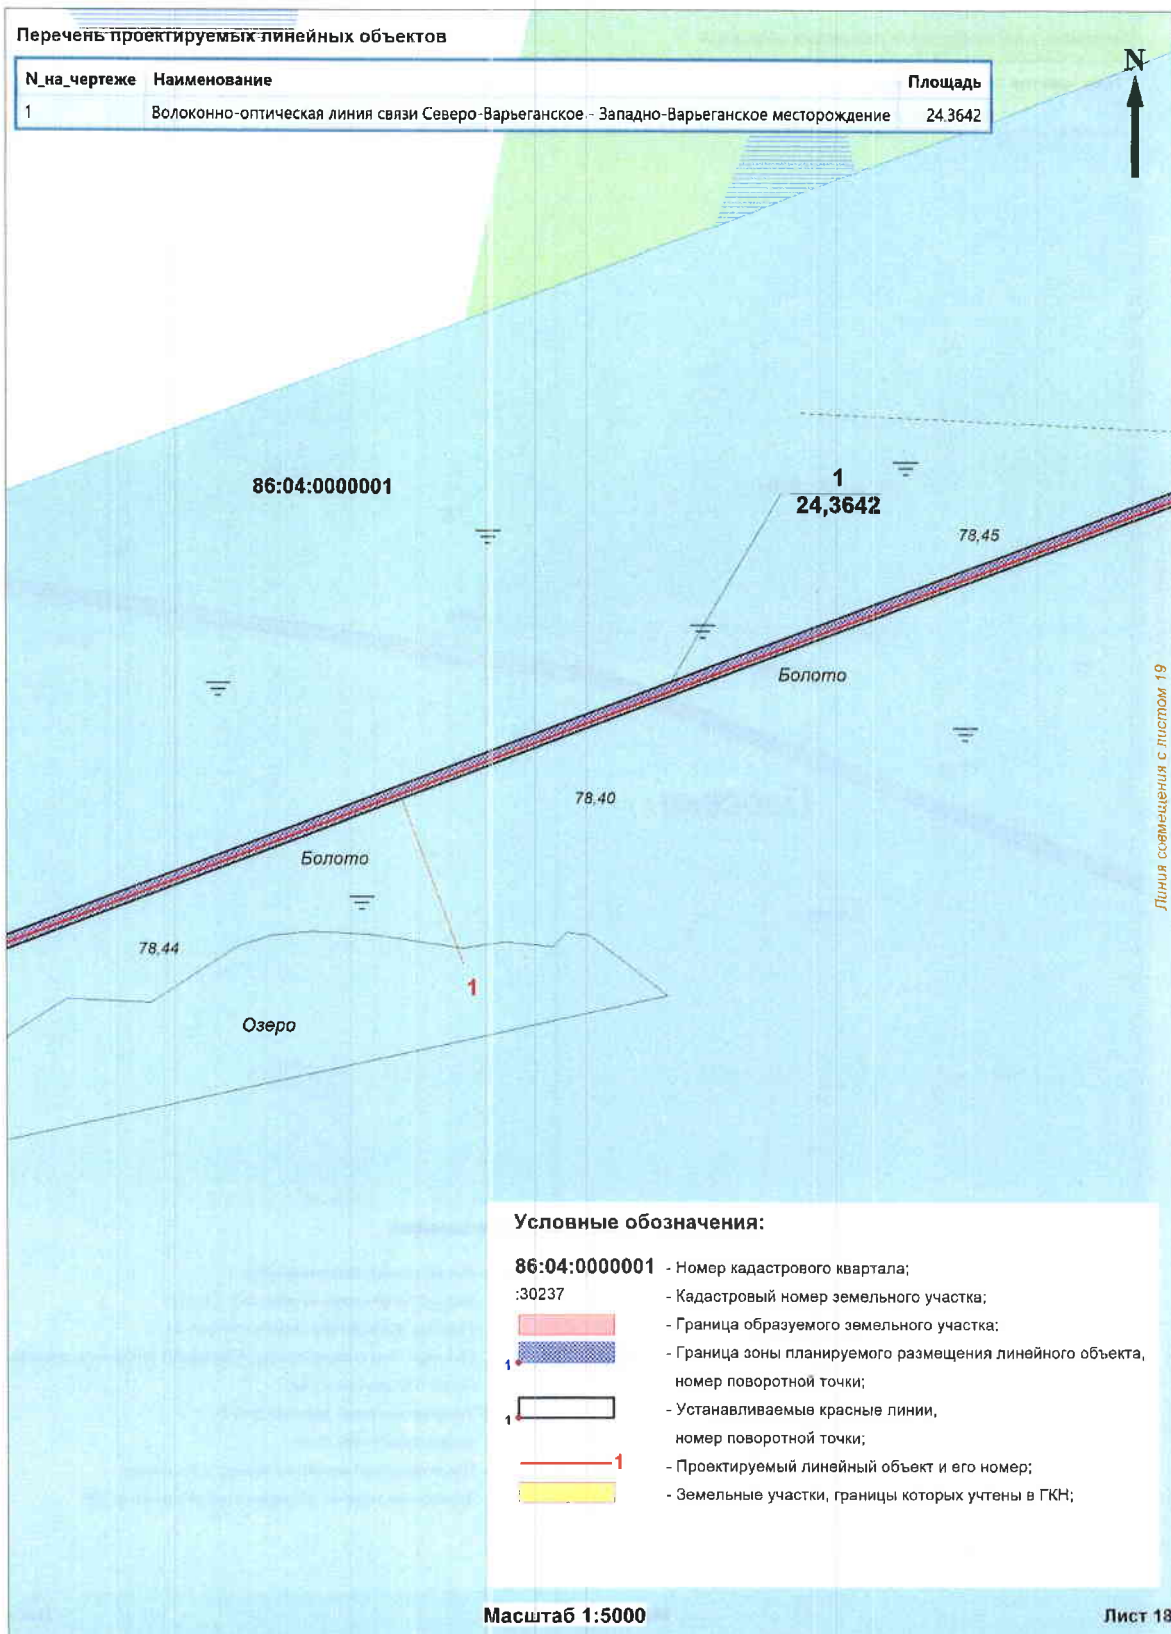 Перечень проектируемых линейных объектов
N_на_чертеже Наименование Площадь
1 Волоконно-оптическая линия связи Северо-Варьеганское - Западно-Варьеганское месторождение 24.3642
N
86:04:0000001
1
24,3642
78,45
Болото
Линия совмещения с листом 19
78,40
Болото
78,44
1
Озеро
Условные обозначения:
86:04:0000001 - Номер кадастрового квартала;
:30237 - Кадастровый номер земельного участка;
- Граница образуемого земельного участка;
1 - Граница зоны планируемого размещения линейного объекта,
номер поворотной точки;
1 - Устанавливаемые красные линии,
номер поворотной точки;
1 - Проектируемый линейный объект и его номер;
- Земельные участки, границы которых учтены в ГКН;
Масштаб 1:5000
Лист 18